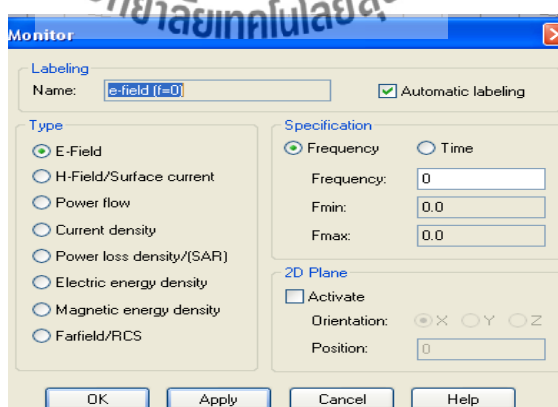 Monitor
Labeling
Name: e-field (f=0) Automatic labeling
Type
E-Field
H-Field/Surface current
Power flow
Current density
Power loss density/(SAR)
Electric energy density
Magnetic energy density
Farfield/RCS
Specification
Frequency Time
Frequency: 0
Fmin: 0.0
Fmax: 0.0
2D Plane
Activate
Orientation: X Y Z
Position: 0
OK Apply Cancel Help